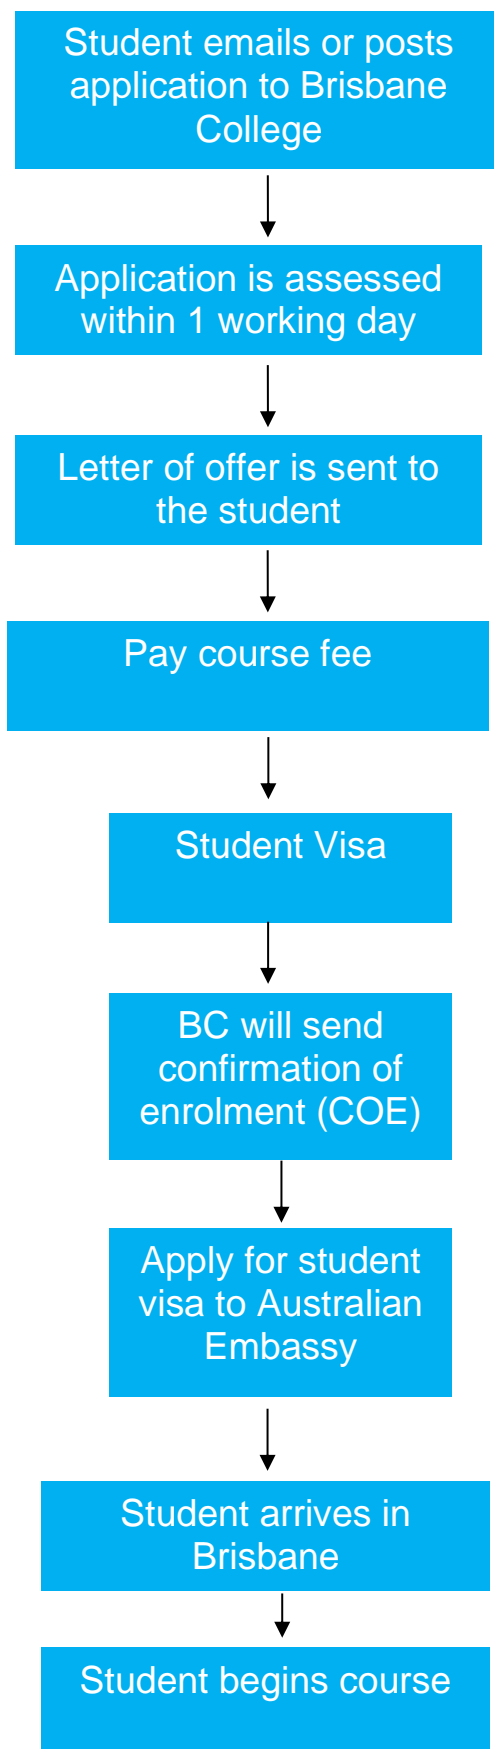 Student emails or posts
application to Brisbane
College
Application is assessed
within 1 working day
Letter of offer is sent to
the student
Pay course fee
Student Visa
BC will send
confirmation of
enrolment (COE)
Apply for student
visa to Australian
Embassy
Student arrives in
Brisbane
Student begins course